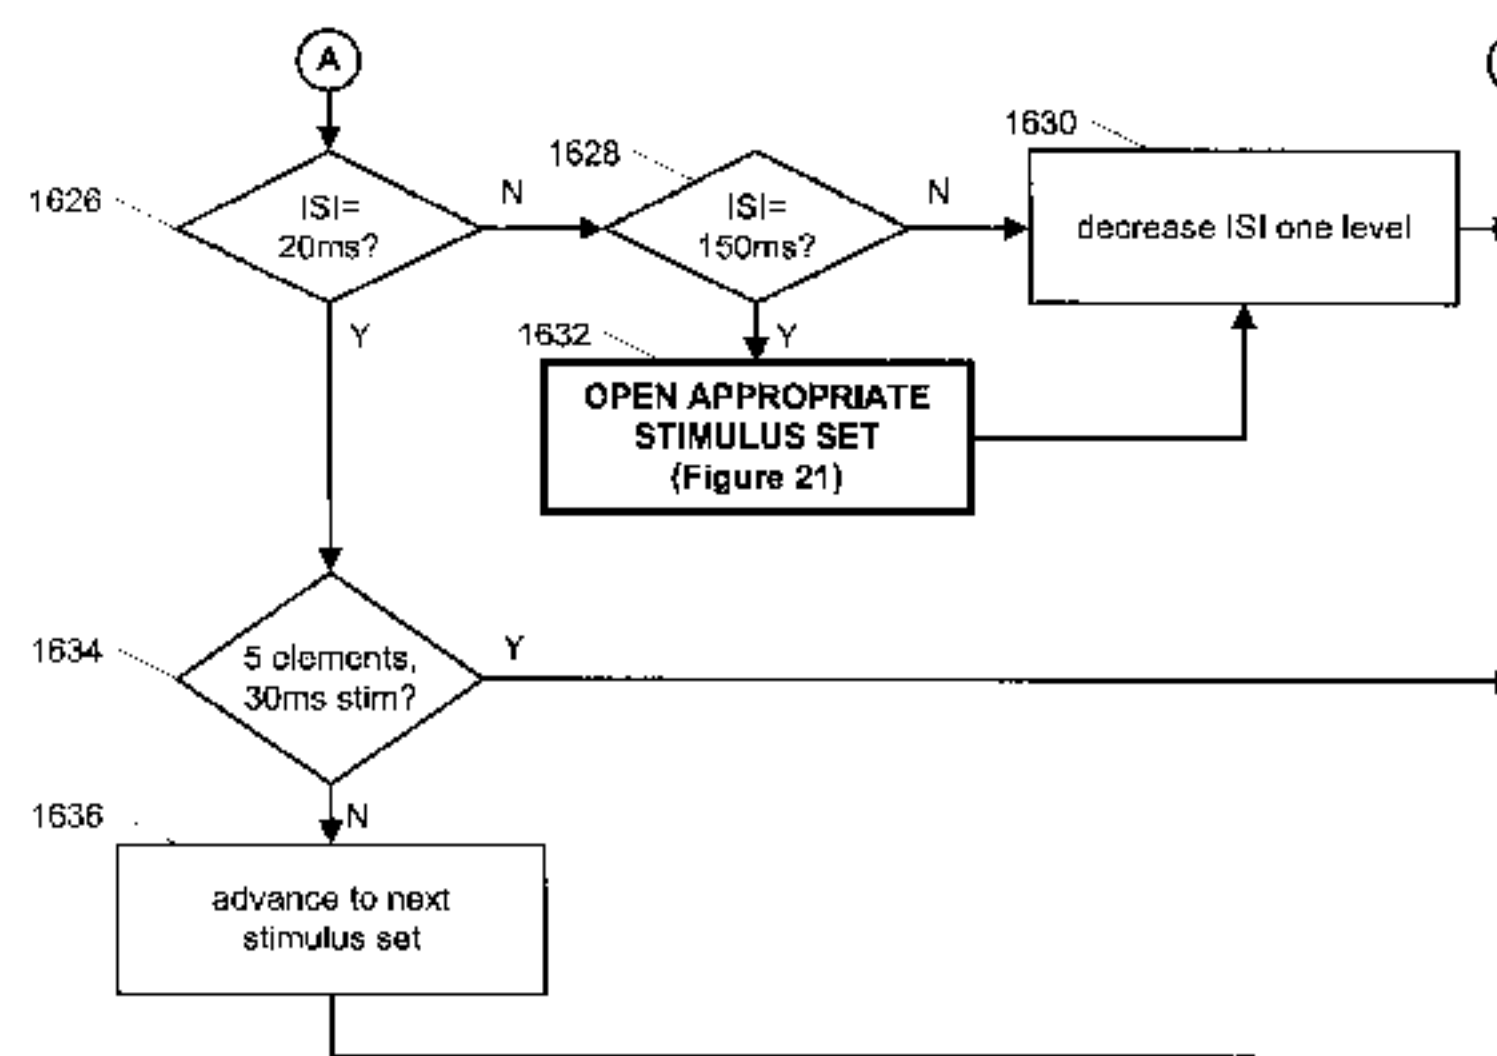 A
1626
ISI=
20ms?
N
1628
ISI=
150ms?
N
1630
decrease ISI one level
Y
1632
Y
OPEN APPROPRIATE
STIMULUS SET
(Figure 21)
1634
5 elements,
30ms stim?
Y
1636
N
advance to next
stimulus set